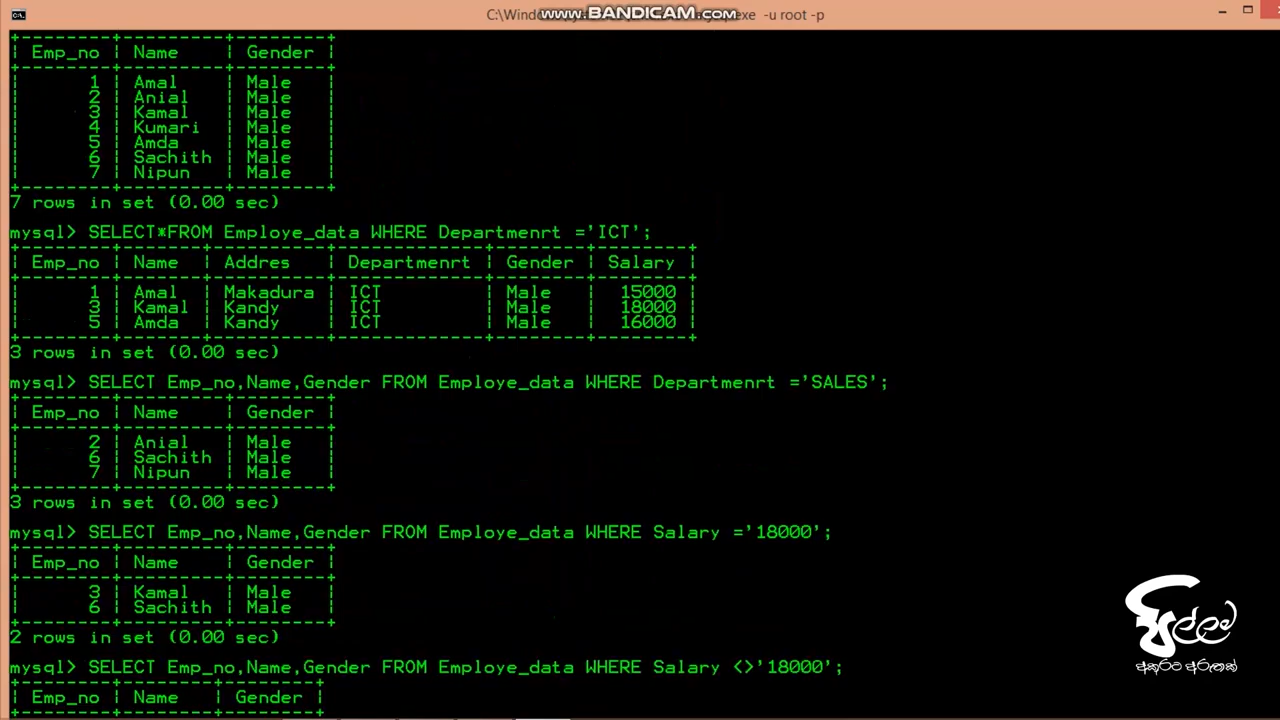 C:\Wind
www.BANDICAM.com
exe -u root -p
+--------+---------+--------+
| Emp_no | Name    | Gender |
+--------+---------+--------+
|      1 | Amal    | Male   |
|      2 | Anial   | Male   |
|      3 | Kamal   | Male   |
|      4 | Kumari  | Male   |
|      5 | Amda    | Male   |
|      6 | Sachith | Male   |
|      7 | Nipun   | Male   |
+--------+---------+--------+
7 rows in set (0.00 sec)
mysql> SELECT*FROM Employe_data WHERE Departmenrt ='ICT';
+--------+-------+----------+-------------+--------+--------+
| Emp_no | Name  | Addres   | Departmenrt | Gender | Salary |
+--------+-------+----------+-------------+--------+--------+
|      1 | Amal  | Makadura | ICT         | Male   |  15000 |
|      3 | Kamal | Kandy    | ICT         | Male   |  18000 |
|      5 | Amda  | Kandy    | ICT         | Male   |  16000 |
+--------+-------+----------+-------------+--------+--------+
3 rows in set (0.00 sec)
mysql> SELECT Emp_no,Name,Gender FROM Employe_data WHERE Departmenrt ='SALES';
+--------+---------+--------+
| Emp_no | Name    | Gender |
+--------+---------+--------+
|      2 | Anial   | Male   |
|      6 | Sachith | Male   |
|      7 | Nipun   | Male   |
+--------+---------+--------+
3 rows in set (0.00 sec)
mysql> SELECT Emp_no,Name,Gender FROM Employe_data WHERE Salary ='18000';
+--------+---------+--------+
| Emp_no | Name    | Gender |
+--------+---------+--------+
|      3 | Kamal   | Male   |
|      6 | Sachith | Male   |
+--------+---------+--------+
2 rows in set (0.00 sec)
mysql> SELECT Emp_no,Name,Gender FROM Employe_data WHERE Salary <>'18000';
+--------+--------+--------+
| Emp_no | Name   | Gender |
+--------+--------+--------+